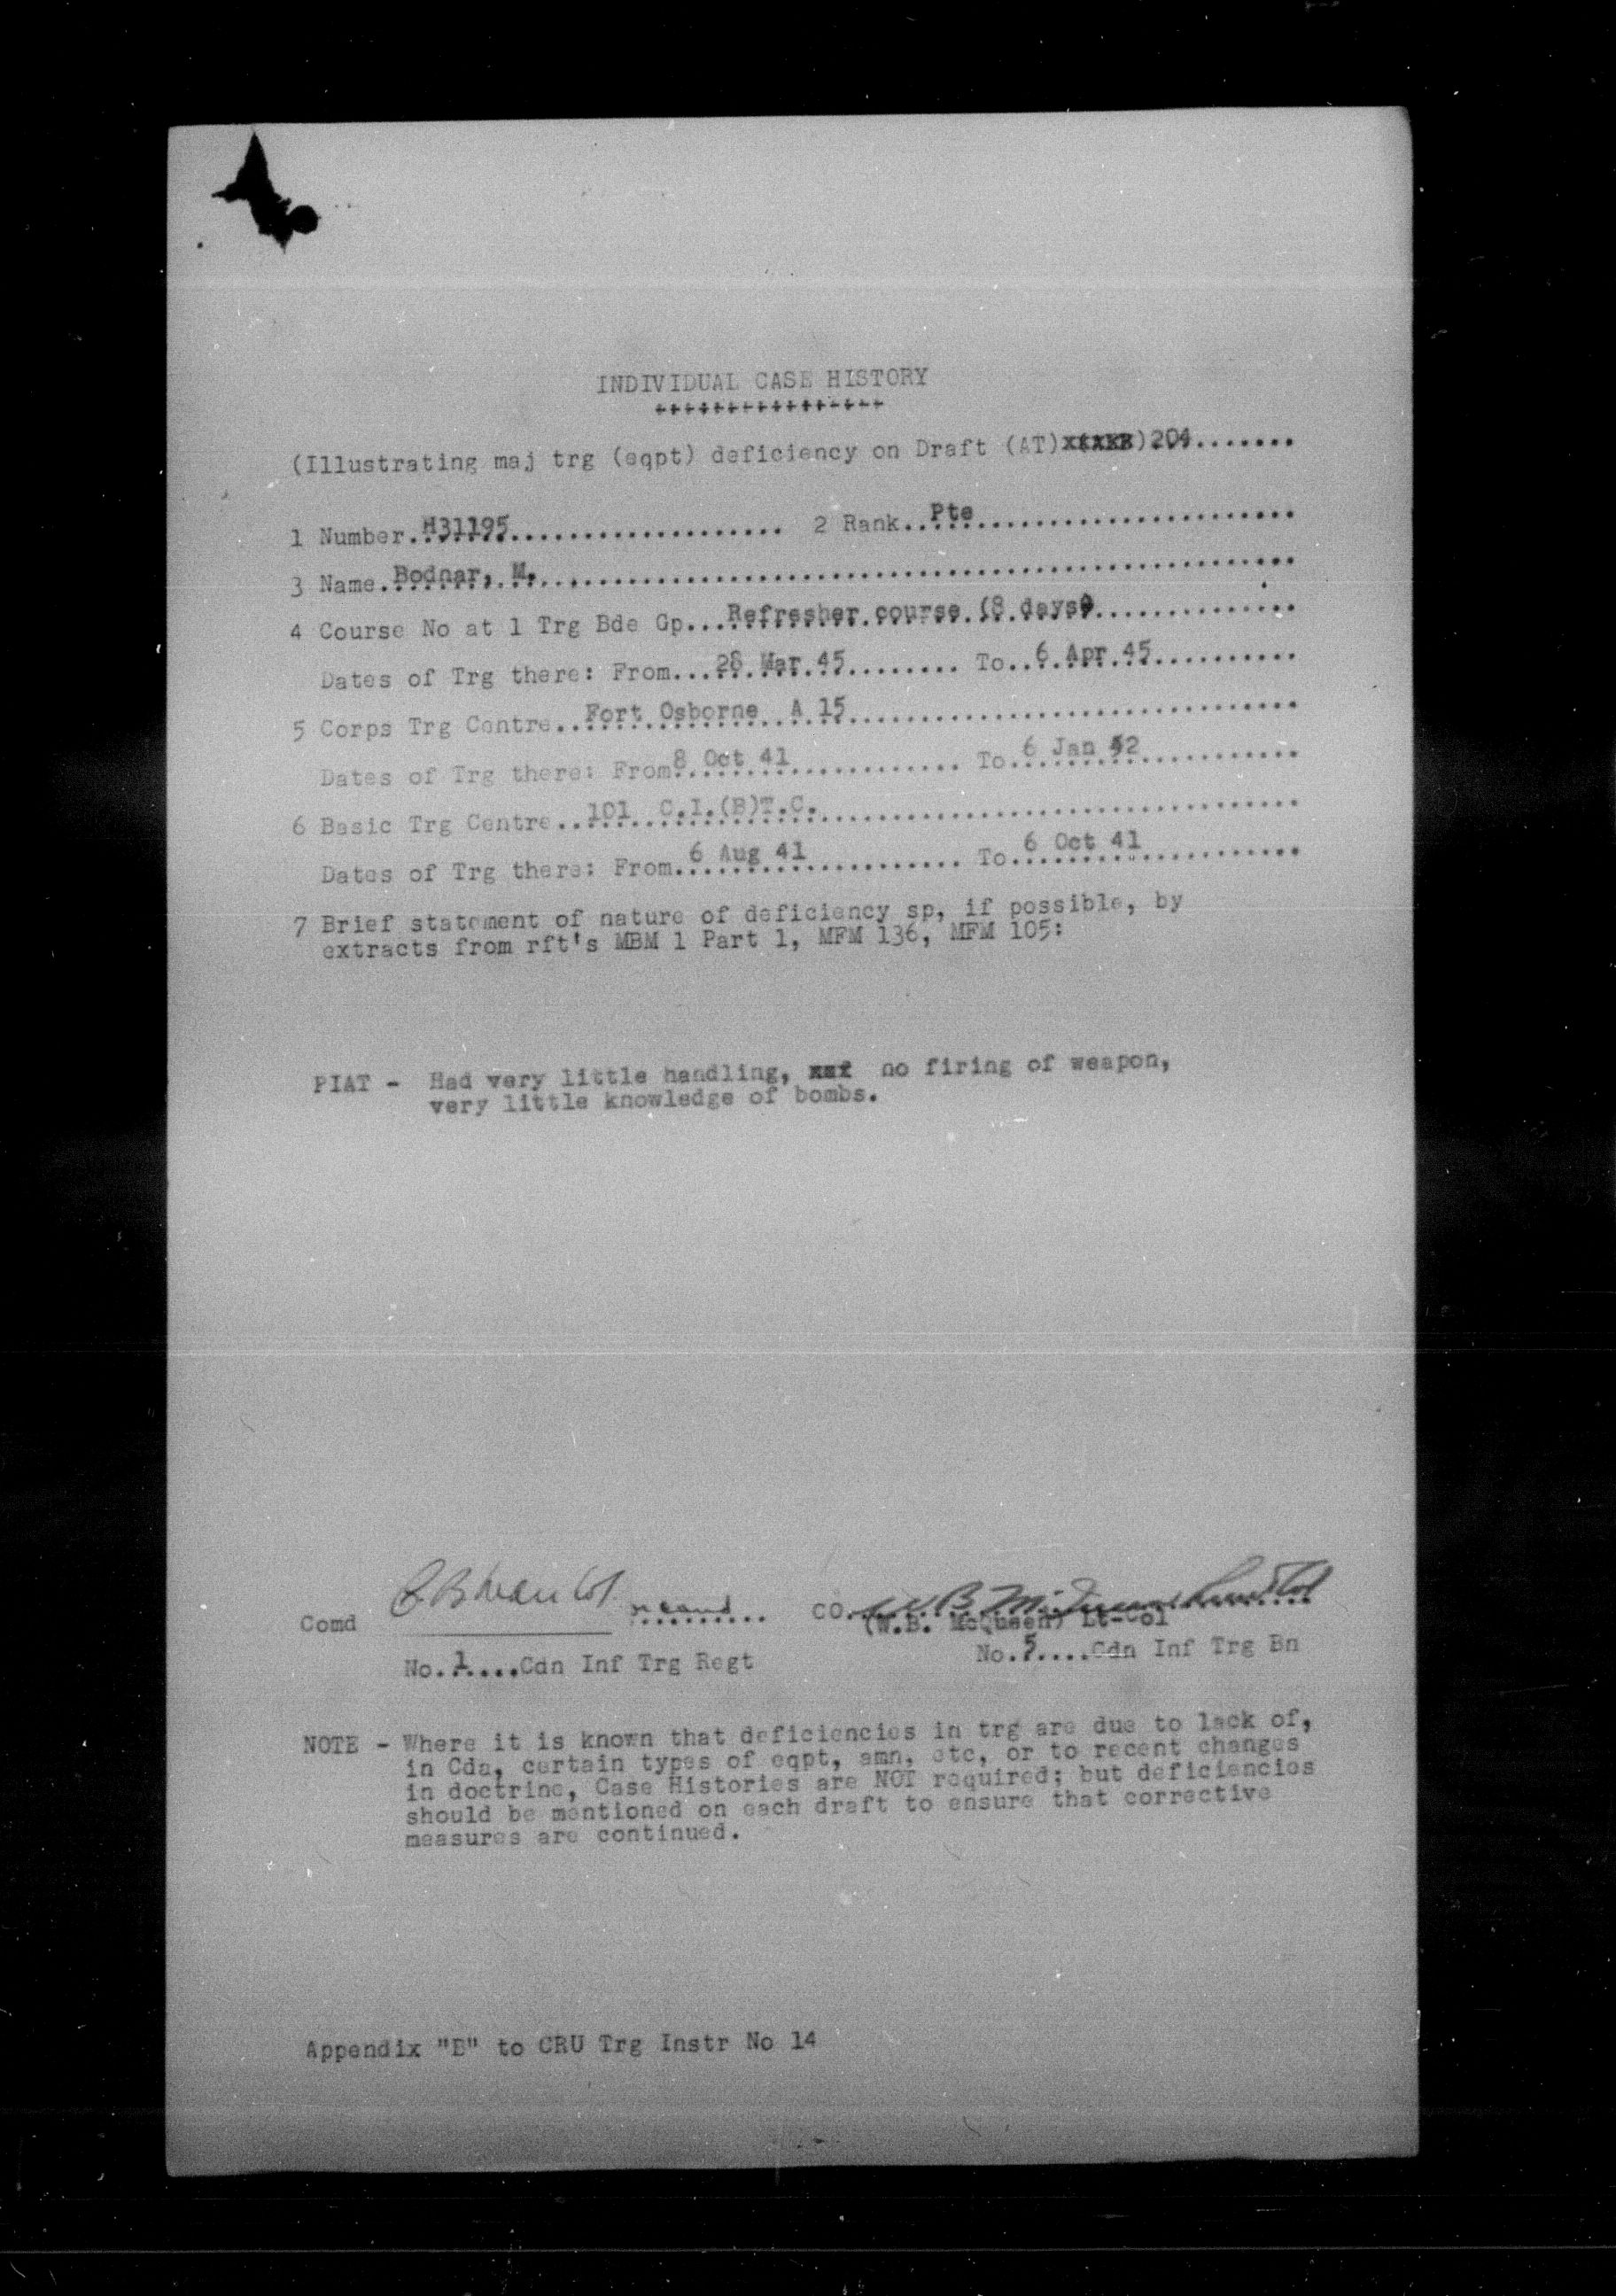 INDIVIDUAL CASE HISTORY
++++++++++++++++
(Illustrating maj trg (eqpt) deficiency on Draft (AT) 204.......
1 Number.H31195................... 2 Rank..Pte......................
3 Name.Bodnar, M.....................................................
4 Course No at 1 Trg Bde Gp...Refresher course (8 days)..............
Dates of Trg there: From...28 Mar 45........ To..6 Apr 45..........
5 Corps Trg Centre..Fort Osborne A 15...............................
Dates of Trg there: From 8 Oct 41............ To.6 Jan 42...........
6 Basic Trg Centre..101 C.I.(B)T.C..................................
Dates of Trg there: From.6 Aug 41........... To.6 Oct 41...........
7 Brief statement of nature of deficiency sp, if possible, by
extracts from rft's MBM 1 Part 1, MFM 136, MFM 105:
PIAT - Had very little handling, no firing of weapon,
very little knowledge of bombs.
Comd .......... CO...............
(W.B. McQueen) Lt-Col
No.1....Cdn Inf Trg Regt No.5....Cdn Inf Trg Bn
NOTE - Where it is known that deficiencies in trg are due to lack of,
in Cda, certain types of eqpt, amn, etc, or to recent changes
in doctrine, Case Histories are NOT required; but deficiencies
should be mentioned on each draft to ensure that corrective
measures are continued.
Appendix "B" to CRU Trg Instr No 14